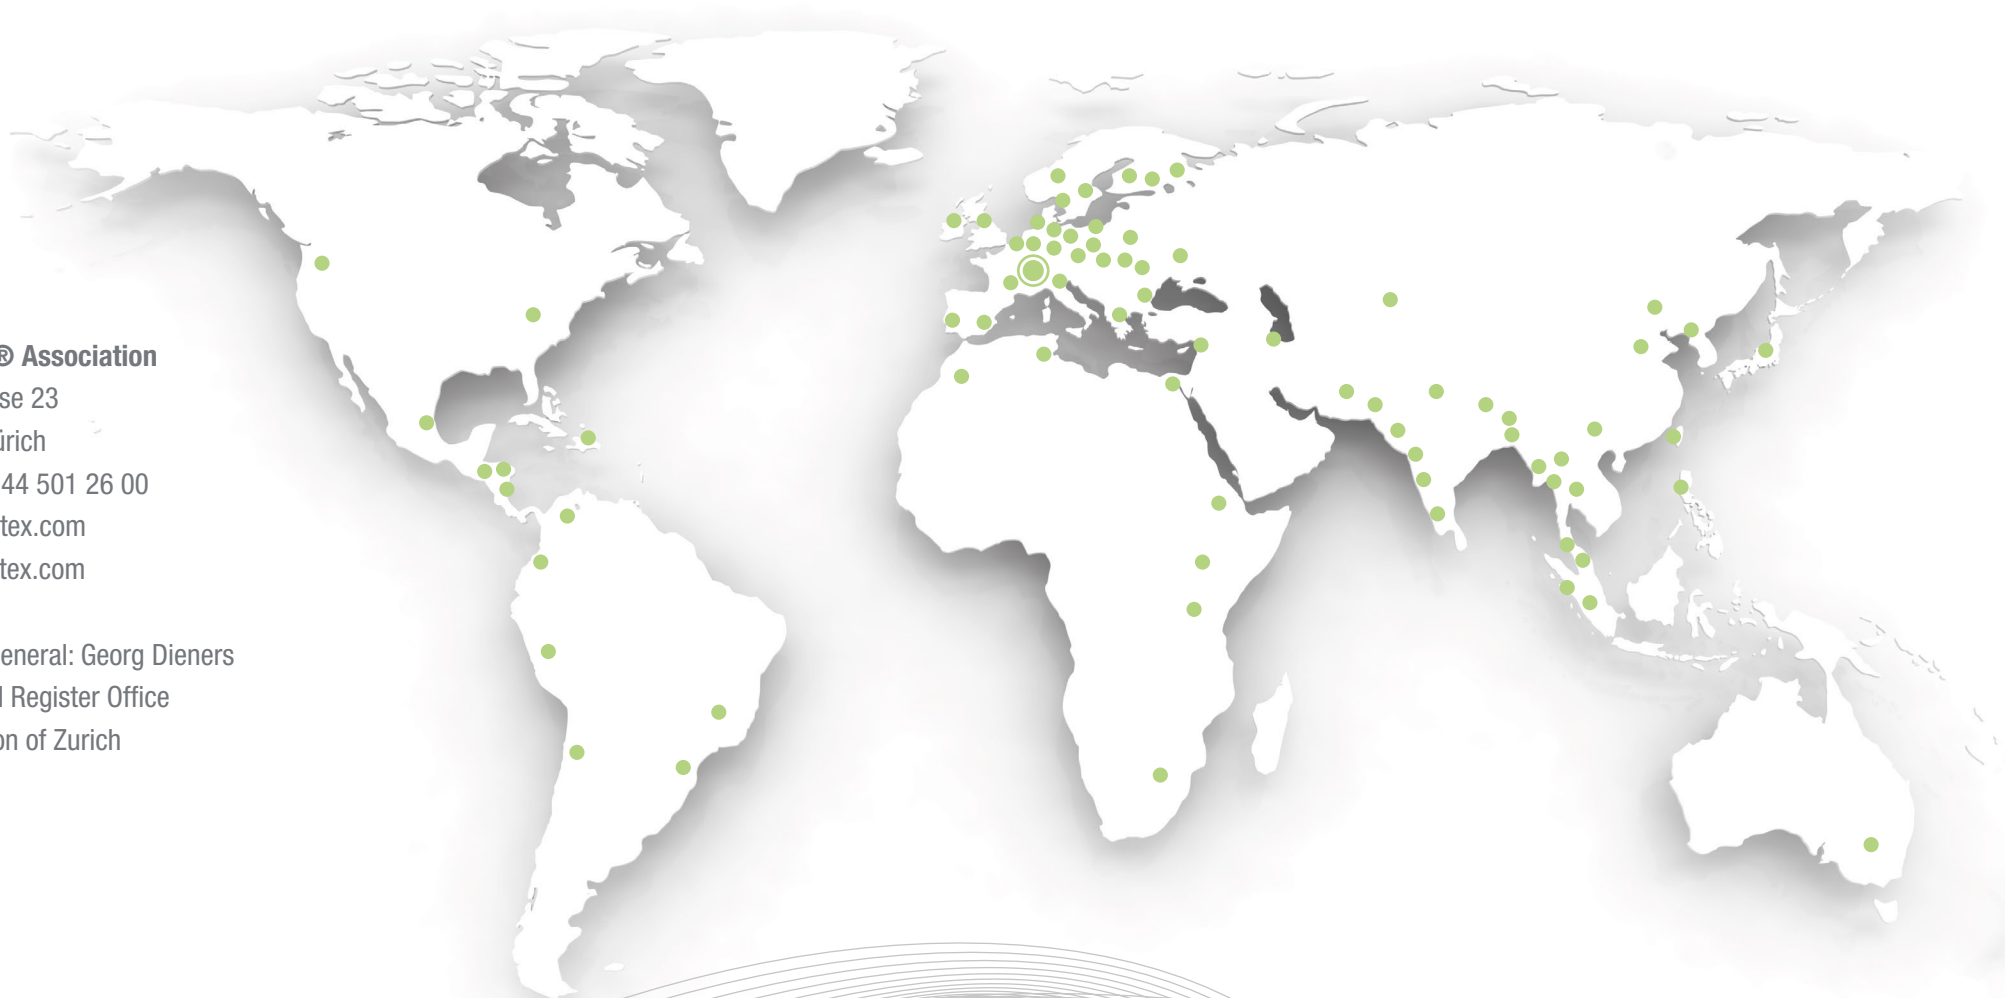 ® Association
se 23
ürich
44 501 26 00
tex.com
tex.com
eneral: Georg Dieners
l Register Office
on of Zurich